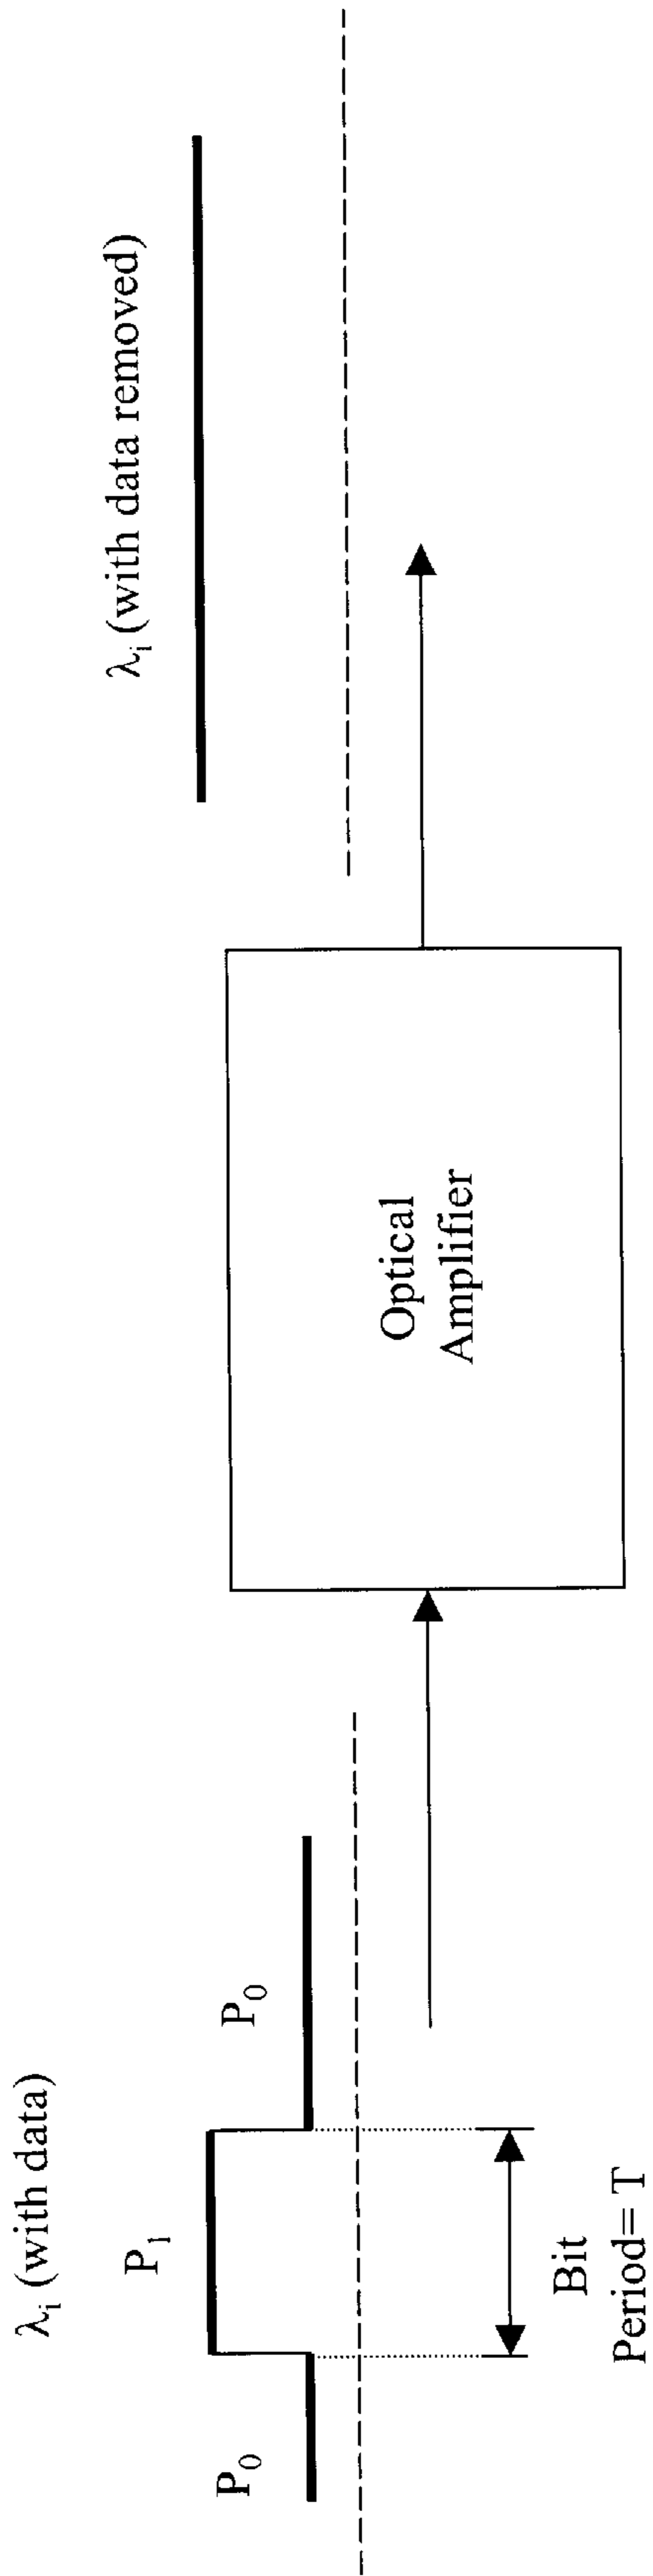 λi (with data)
P0
P1
P0
Bit
Period= T
Optical
Amplifier
λi (with data removed)